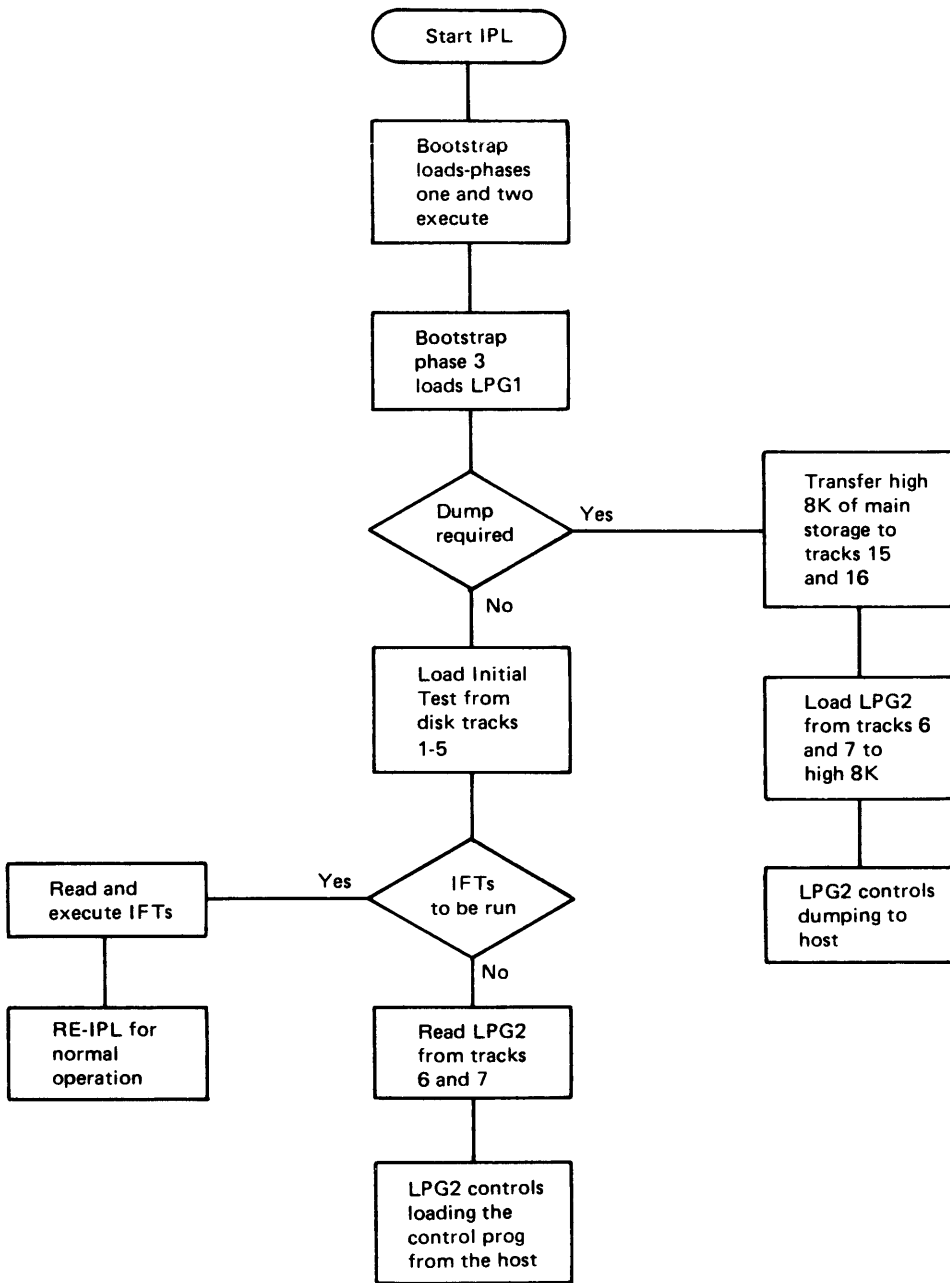 Start IPL
Bootstrap
loads-phases
one and two
execute
Bootstrap
phase 3
loads LPG1
Dump
required
Yes
No
Transfer high
8K of main
storage to
tracks 15
and 16
Load LPG2
from tracks 6
and 7 to
high 8K
LPG2 controls
dumping to
host
Load Initial
Test from
disk tracks
1-5
IFTs
to be run
Yes
No
Read and
execute IFTs
RE-IPL for
normal
operation
Read LPG2
from tracks
6 and 7
LPG2 controls
loading the
control prog
from the host